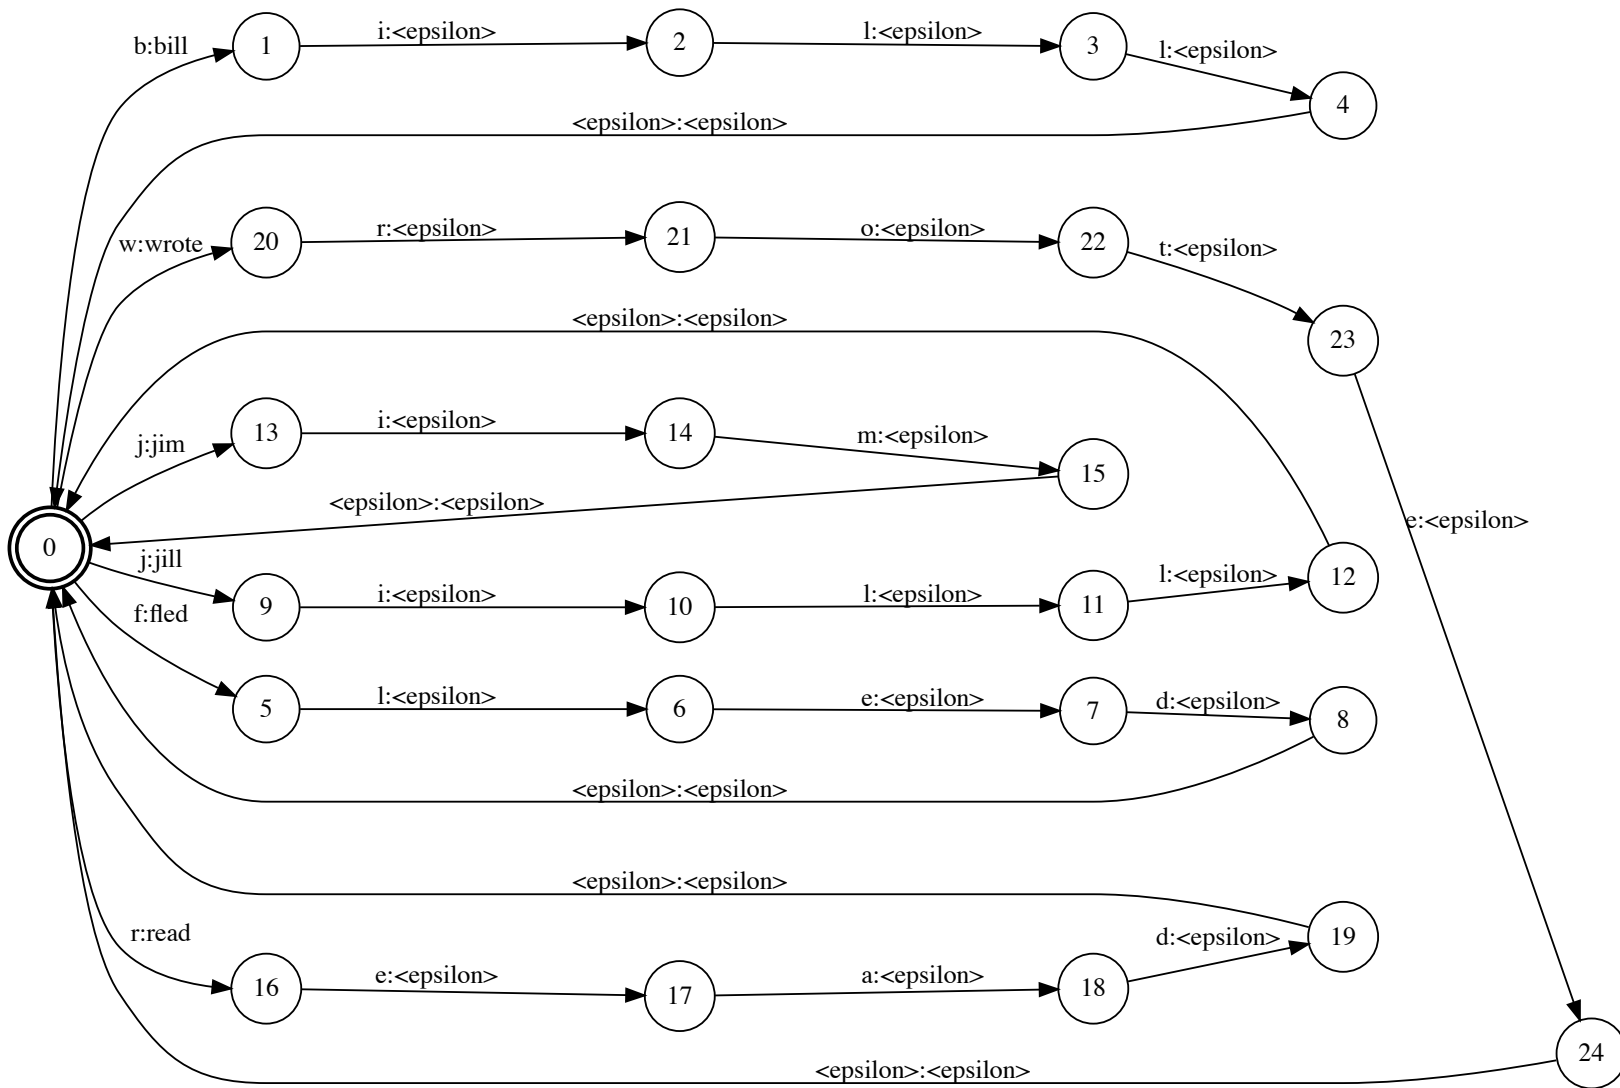 b:bill
1
i:<epsilon>
2
l:<epsilon>
3
l:<epsilon>
4
<epsilon>:<epsilon>
w:wrote
20
r:<epsilon>
21
o:<epsilon>
22
t:<epsilon>
23
<epsilon>:<epsilon>
j:jim
13
i:<epsilon>
14
m:<epsilon>
15
<epsilon>:<epsilon>
e:<epsilon>
0
j:jill
9
i:<epsilon>
10
l:<epsilon>
11
l:<epsilon>
12
f:fled
5
l:<epsilon>
6
e:<epsilon>
7
d:<epsilon>
8
<epsilon>:<epsilon>
<epsilon>:<epsilon>
r:read
16
e:<epsilon>
17
a:<epsilon>
18
d:<epsilon>
19
24
<epsilon>:<epsilon>